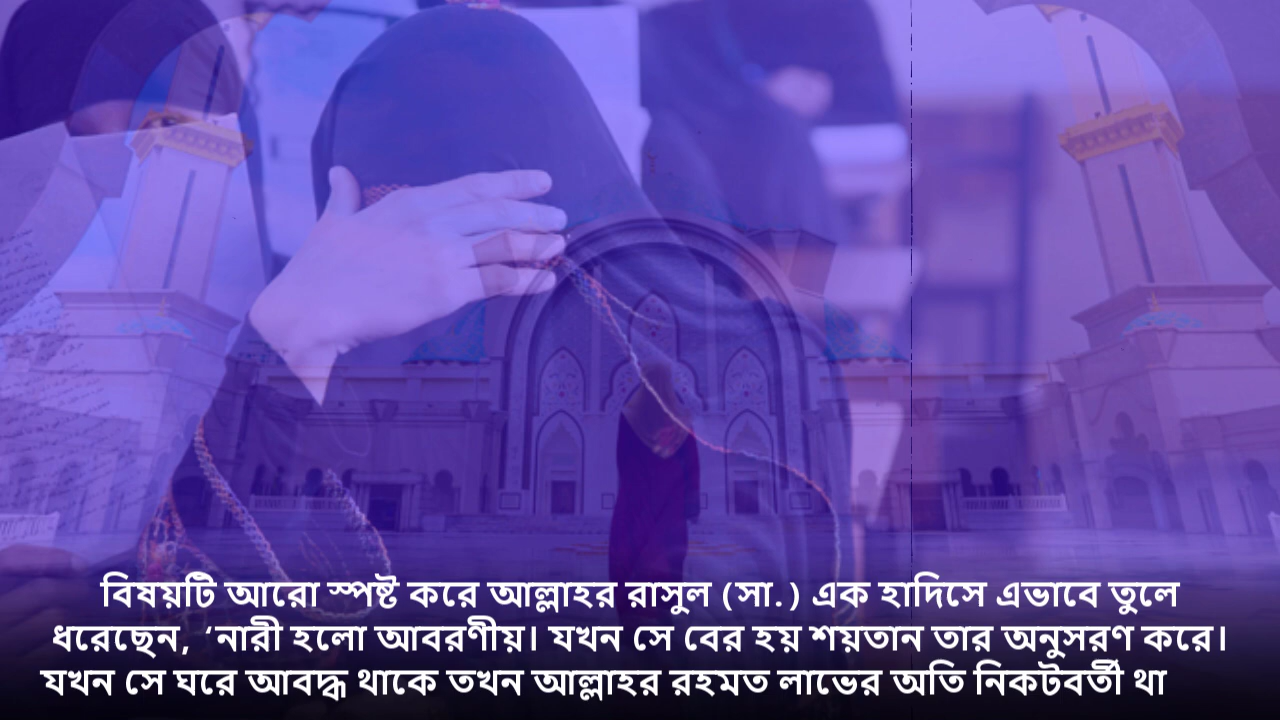 বিষয়টি আরো স্পষ্ট করে আল্লাহর রাসুল (সা.) এক হাদিসে এভাবে তুলে
ধরেছেন, ‘নারী হলো আবরণীয়। যখন সে বের হয় শয়তান তার অনুসরণ করে।
যখন সে ঘরে আবদ্ধ থাকে তখন আল্লাহর রহমত লাভের অতি নিকটবর্তী থা